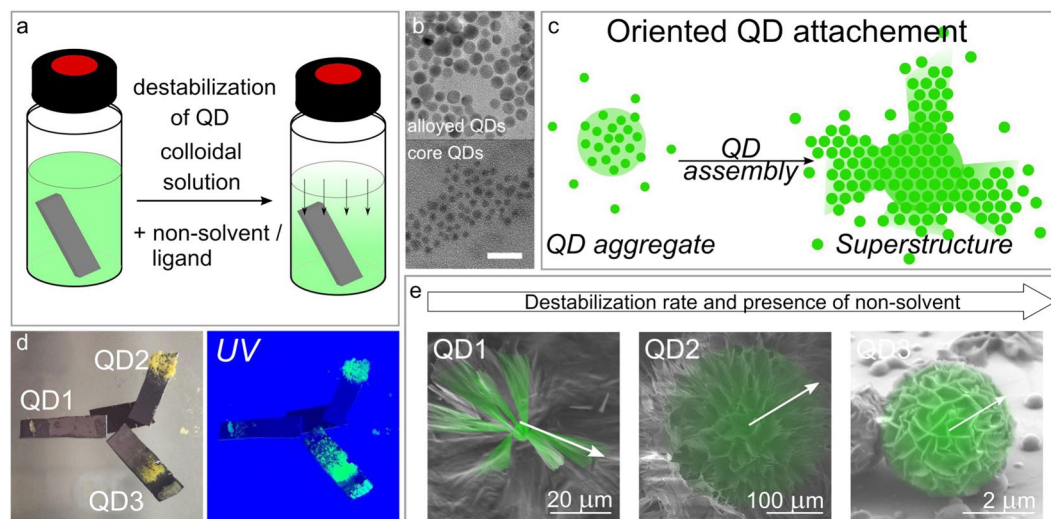 a
destabilization
of QD
colloidal
solution
+ non-solvent /
ligand
b
alloyed QDs
core QDs
c
Oriented QD attachement
QD
assembly
QD aggregate
Superstructure
d
QD2
QD1
QD3
UV
e
Destabilization rate and presence of non-solvent
QD1
20 μm
QD2
100 μm
QD3
2 μm